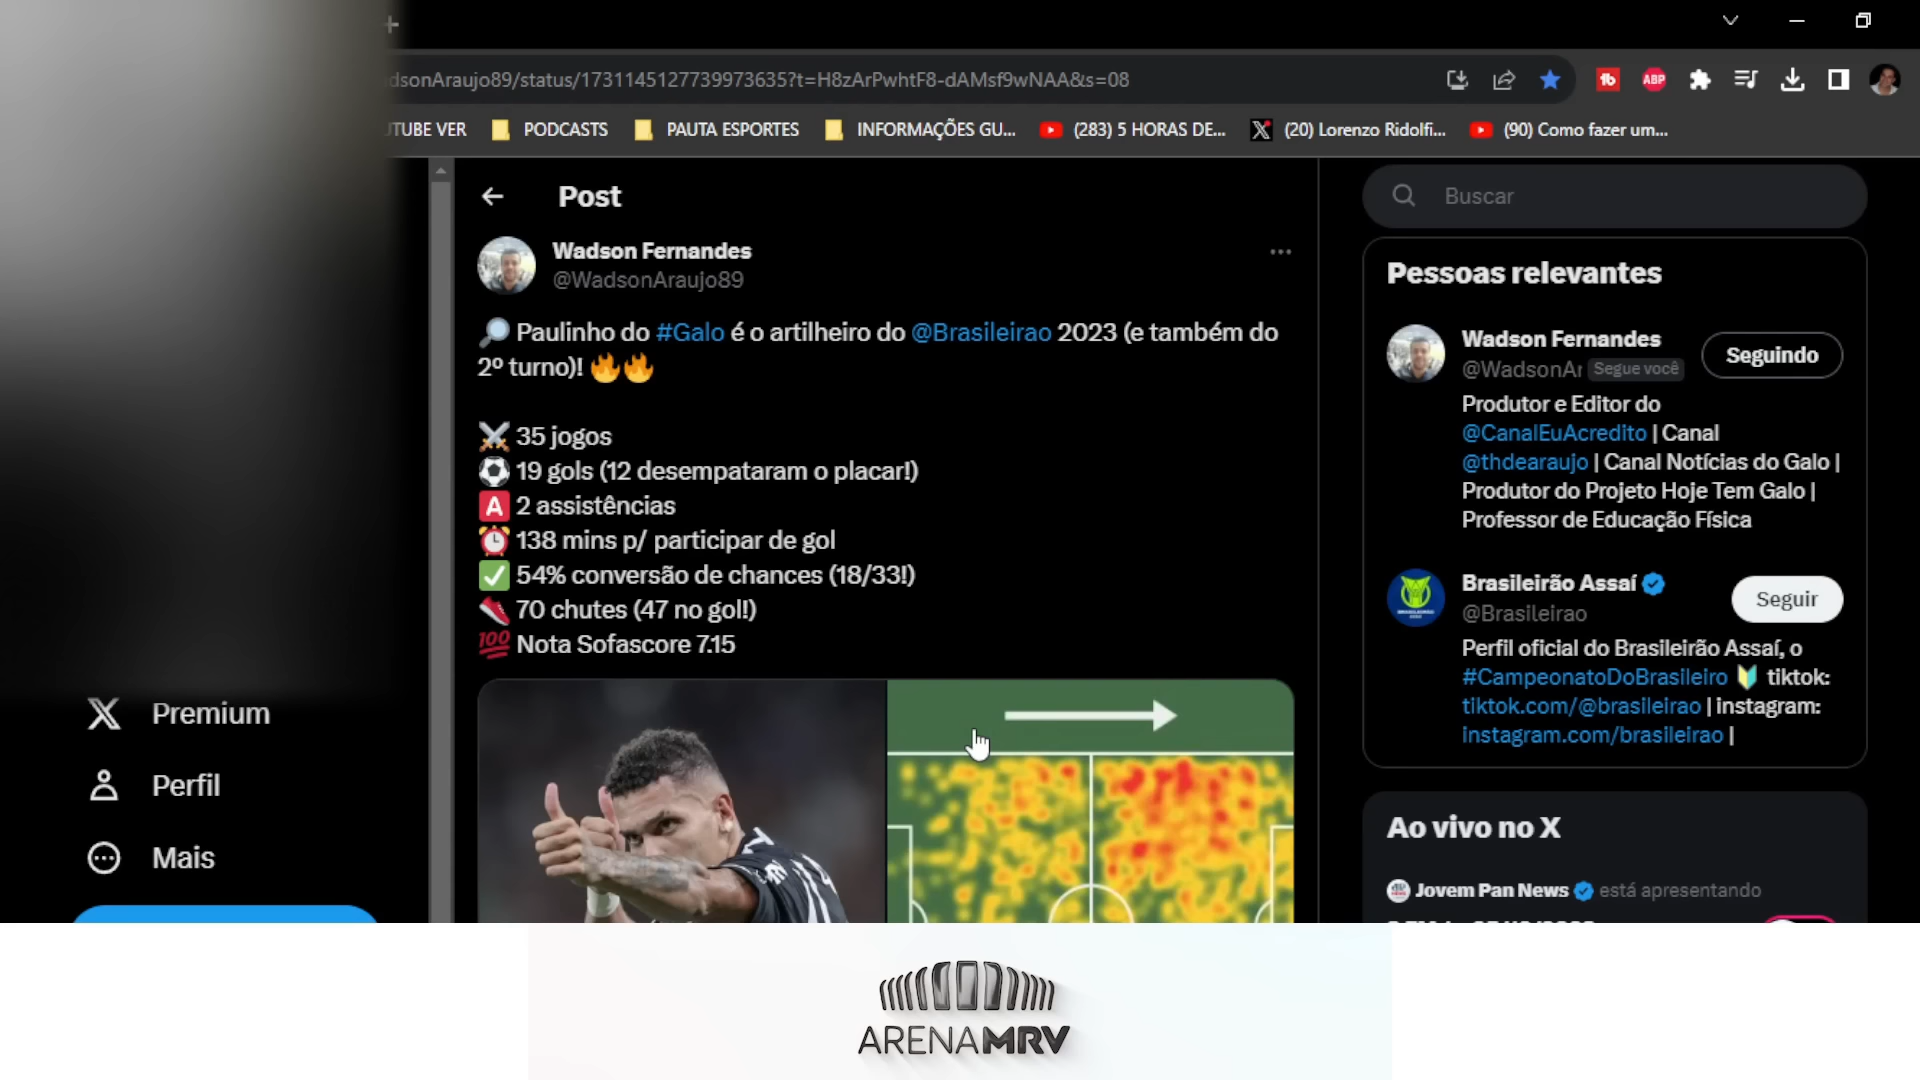 dsonAraujo89/status/1731145127739973635?t=H8zArPwhtF8-dAMsf9wNAA&s=08
ABP
UTUBE VER
PODCASTS
PAUTA ESPORTES
INFORMAÇÕES GU...
(283) 5 HORAS DE...
(20) Lorenzo Ridolfi...
(90) Como fazer um...
Post
Wadson Fernandes
@WadsonAraujo89
Paulinho do #Galo é o artilheiro do @Brasileirao 2023 (e também do
2º turno)!
35 jogos
19 gols (12 desempataram o placar!)
A 2 assistências
138 mins p/ participar de gol
54% conversão de chances (18/33!)
70 chutes (47 no gol!)
100 Nota Sofascore 7.15
Premium
Perfil
Mais
Buscar
Pessoas relevantes
Wadson Fernandes
@WadsonAr Segue você
Seguindo
Produtor e Editor do
@CanalEuAcredito | Canal
@thdearaujo | Canal Notícias do Galo |
Produtor do Projeto Hoje Tem Galo |
Professor de Educação Física
Brasileirão Assaí
@Brasileirao
Seguir
Perfil oficial do Brasileirão Assaí, o
#CampeonatoDoBrasileiro tiktok:
tiktok.com/@brasileirao | instagram:
instagram.com/brasileirao |
Ao vivo no X
Jovem Pan News está apresentando
ARENAMRV